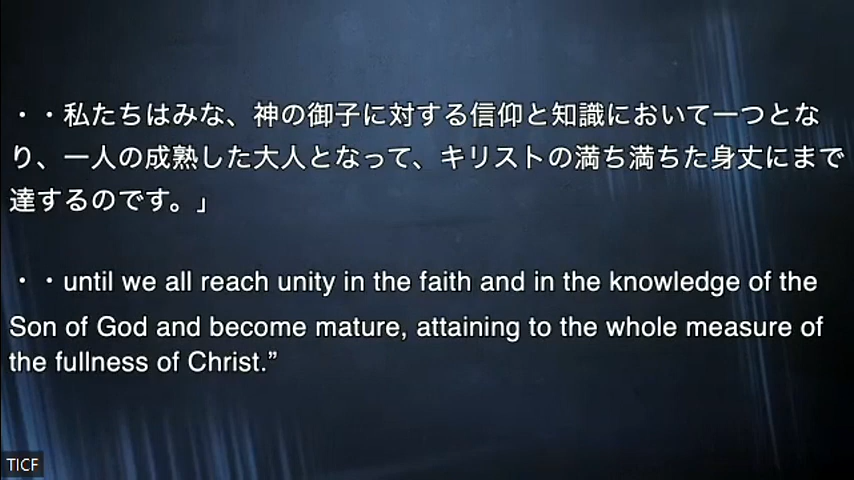 ・・私たちはみな、神の御子に対する信仰と知識において一つとな
り、一人の成熟した大人となって、キリストの満ち満ちた身丈にまで
達するのです。」
・・until we all reach unity in the faith and in the knowledge of the
Son of God and become mature, attaining to the whole measure of
the fullness of Christ.”
TICF